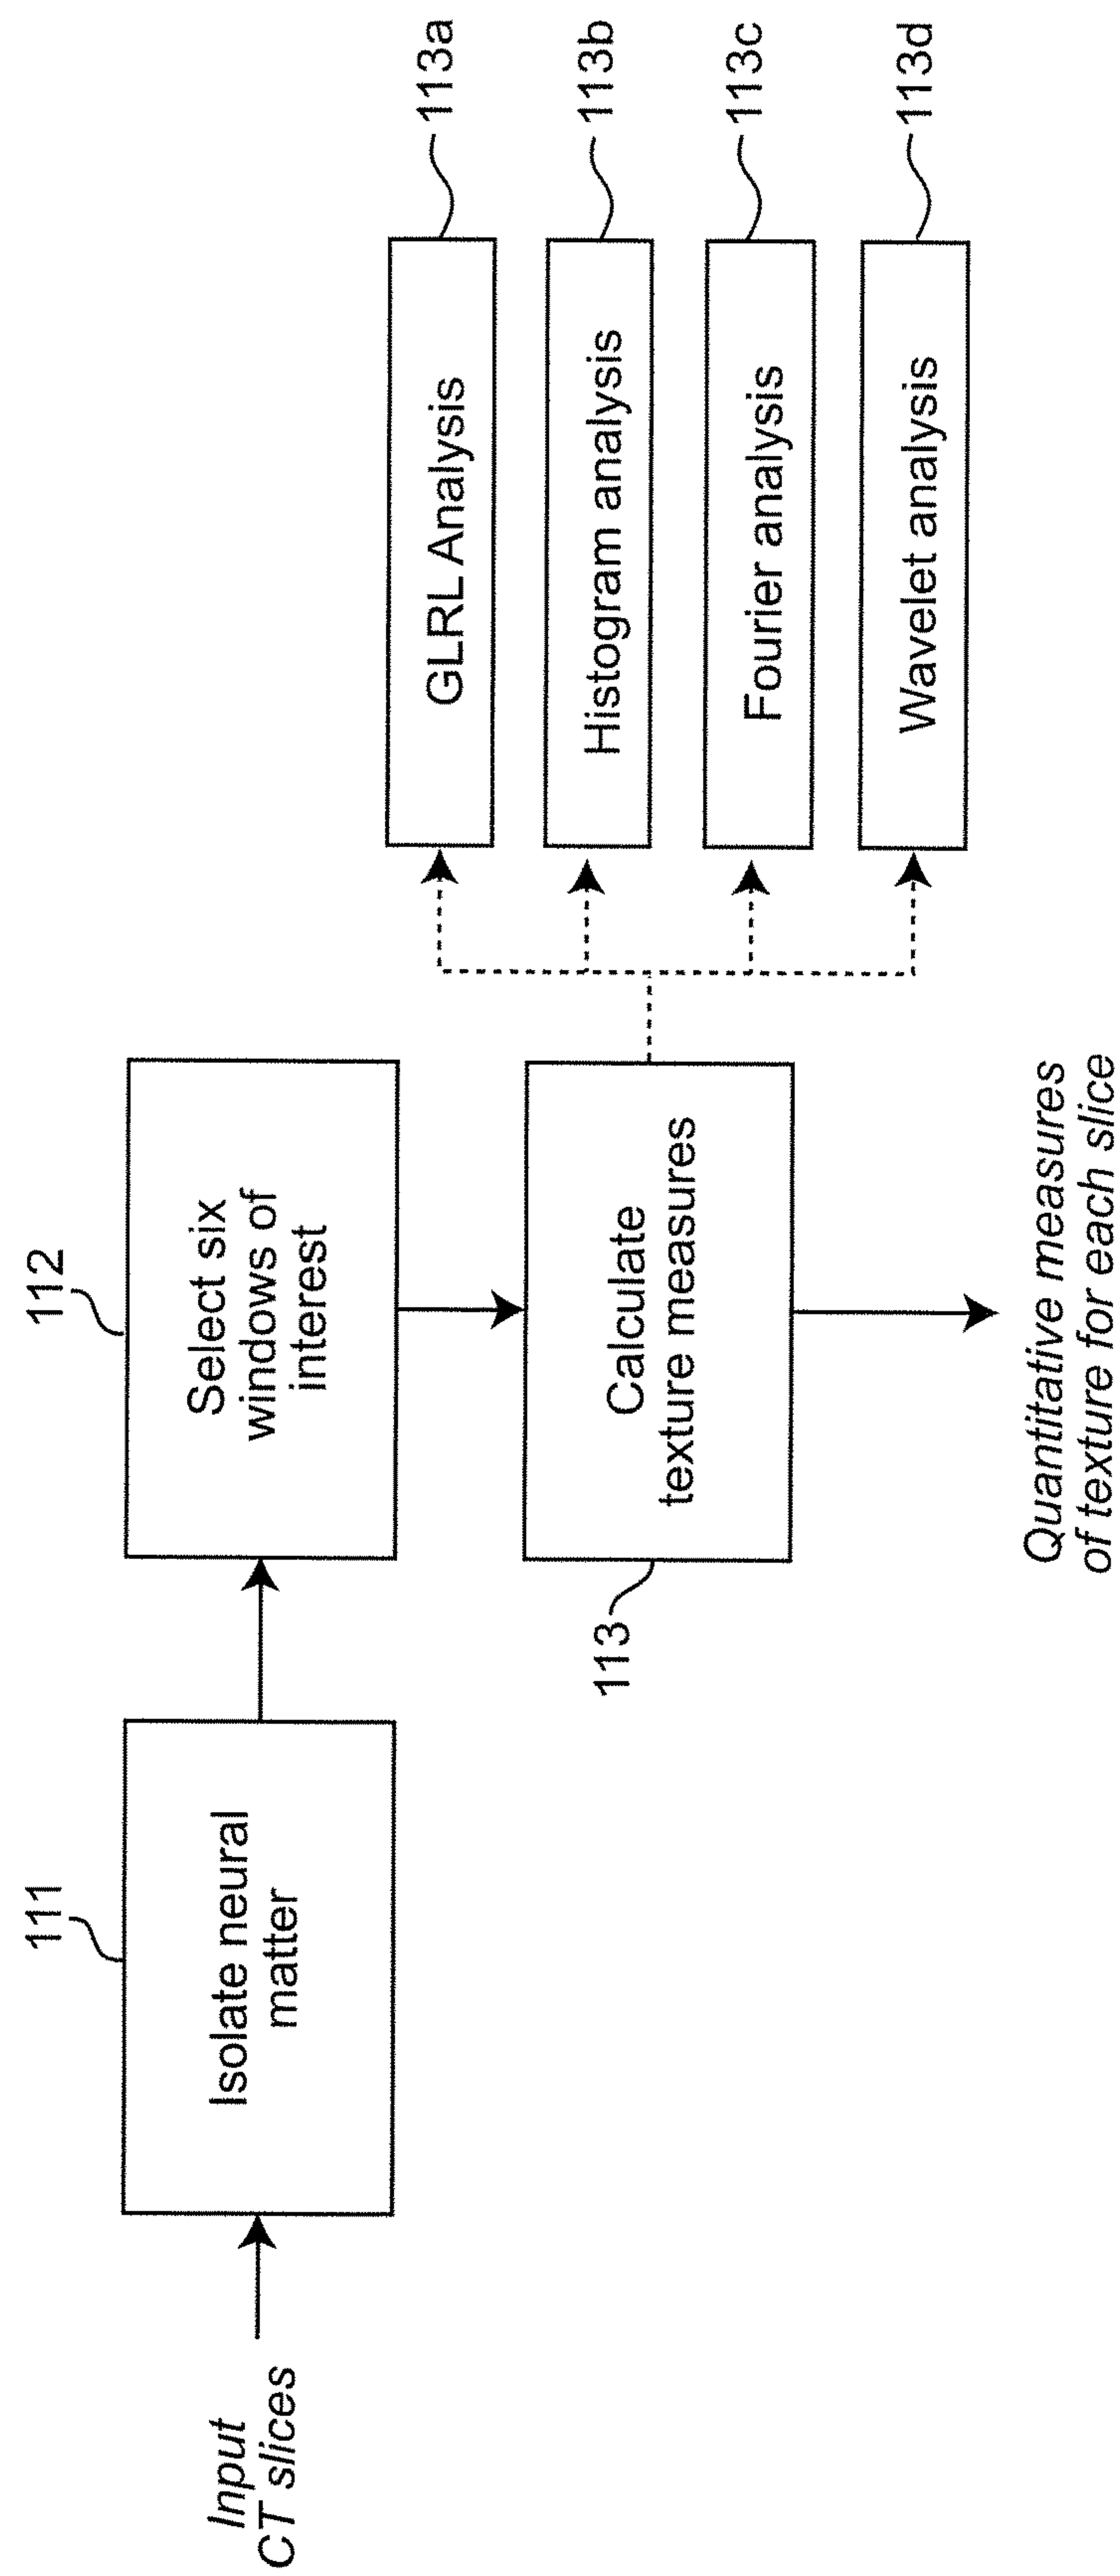 Input
CT slices
111
Isolate neural
matter
112
Select six
windows of
interest
113
Calculate
texture measures
Quantitative measures
of texture for each slice
GLRL Analysis
113a
Histogram analysis
113b
Fourier analysis
113c
Wavelet analysis
113d